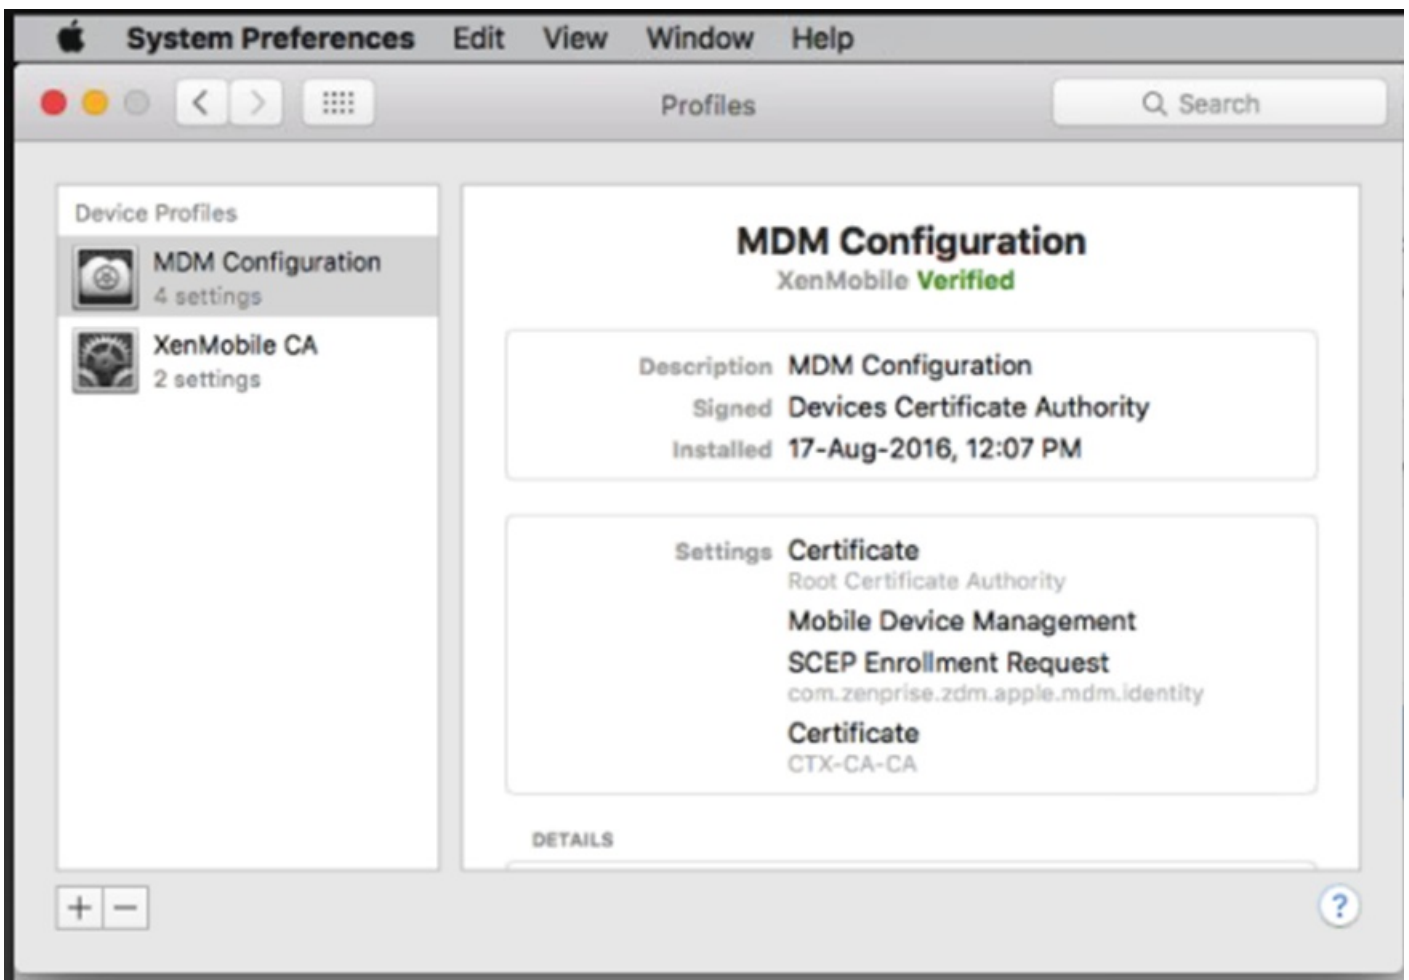 System Preferences Edit View Window Help
Profiles
Search
Device Profiles
MDM Configuration
4 settings
XenMobile CA
2 settings
MDM Configuration
XenMobile Verified
Description MDM Configuration
Signed Devices Certificate Authority
Installed 17-Aug-2016, 12:07 PM
Settings Certificate
Root Certificate Authority
Mobile Device Management
SCEP Enrollment Request
com.zenprise.zdm.apple.mdm.identity
Certificate
CTX-CA-CA
DETAILS
+ −
?